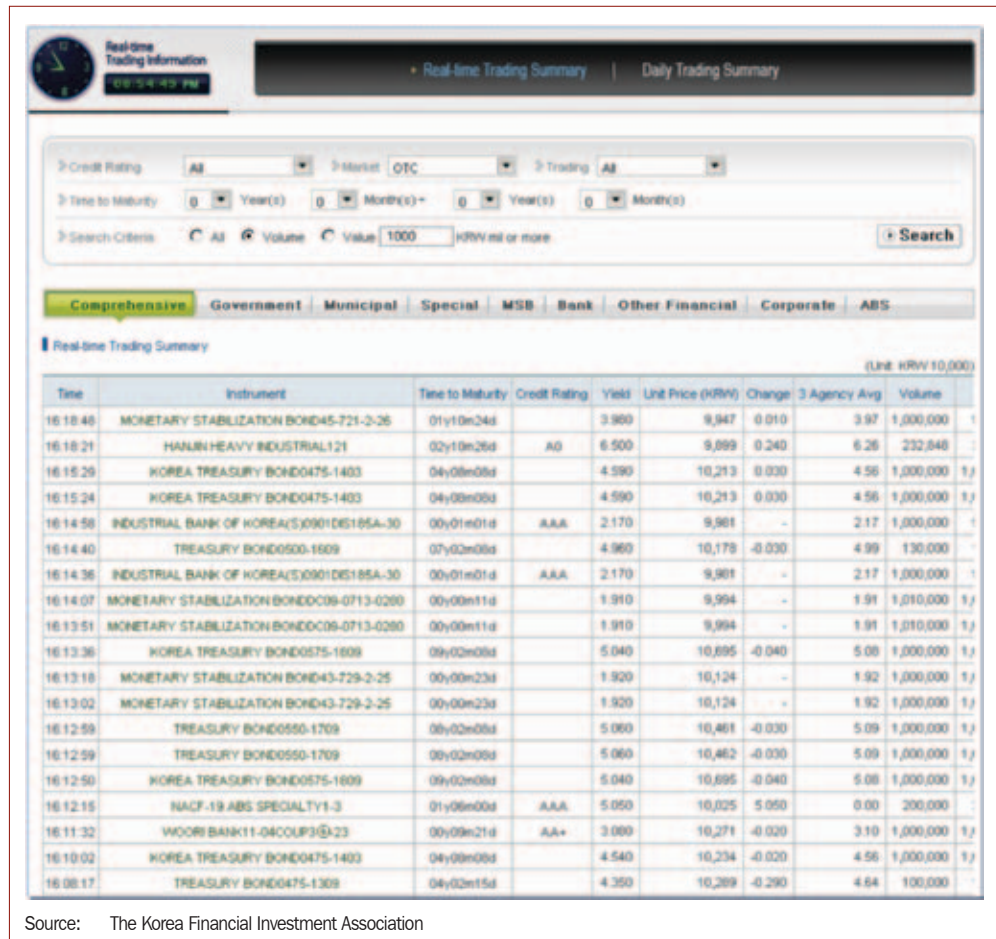 Real-time
Trading Information
08:54:49 PM
Real-time Trading Summary | Daily Trading Summary
Credit Rating All Market OTC Trading All
Time to Maturity 0 Year(s) 0 Month(s)~ 0 Year(s) 0 Month(s)
Search Criteria All Volume Value 1000 KRW mil or more Search
Comprehensive Government Municipal Special MSB Bank Other Financial Corporate ABS
Real-time Trading Summary
(Unit: KRW 10,000)
Time Instrument Time to Maturity Credit Rating Yield Unit Price (KRW) Change 3 Agency Avg Volume
16:18:48 MONETARY STABILIZATION BOND45-721-2-26 01y10m24d 3.980 9,947 0.010 3.97 1,000,000
16:18:21 HANJIN HEAVY INDUSTRIAL121 02y10m26d A0 6.500 9,899 0.240 6.26 232,848
16:15:29 KOREA TREASURY BOND0475-1403 04y08m08d 4.590 10,213 0.030 4.56 1,000,000
16:15:24 KOREA TREASURY BOND0475-1403 04y08m08d 4.590 10,213 0.030 4.56 1,000,000
16:14:58 INDUSTRIAL BANK OF KOREA(S)0901DIS185A-30 00y01m01d AAA 2.170 9,981 - 2.17 1,000,000
16:14:40 TREASURY BOND0500-1609 07y02m08d 4.960 10,178 -0.030 4.99 130,000
16:14:36 INDUSTRIAL BANK OF KOREA(S)0901DIS185A-30 00y01m01d AAA 2.170 9,981 - 2.17 1,000,000
16:14:07 MONETARY STABILIZATION BONDDC09-0713-0280 00y00m11d 1.910 9,994 - 1.91 1,010,000
16:13:51 MONETARY STABILIZATION BONDDC09-0713-0280 00y00m11d 1.910 9,994 - 1.91 1,010,000
16:13:36 KOREA TREASURY BOND0575-1809 09y02m08d 5.040 10,695 -0.040 5.08 1,000,000
16:13:18 MONETARY STABILIZATION BOND43-729-2-25 00y00m23d 1.920 10,124 - 1.92 1,000,000
16:13:02 MONETARY STABILIZATION BOND43-729-2-25 00y00m23d 1.920 10,124 - 1.92 1,000,000
16:12:59 TREASURY BOND0550-1709 08y02m08d 5.060 10,461 -0.030 5.09 1,000,000
16:12:59 TREASURY BOND0550-1709 08y02m08d 5.060 10,462 -0.030 5.09 1,000,000
16:12:50 KOREA TREASURY BOND0575-1809 09y02m08d 5.040 10,695 -0.040 5.08 1,000,000
16:12:15 NACF-19 ABS SPECIALTY1-3 01y06m00d AAA 5.050 10,025 5.050 0.00 200,000
16:11:32 WOORI BANK11-04COUP3 23 00y09m21d AA+ 3.080 10,271 -0.020 3.10 1,000,000
16:10:02 KOREA TREASURY BOND0475-1403 04y08m08d 4.540 10,234 -0.020 4.56 1,000,000
16:08:17 TREASURY BOND0475-1309 04y02m15d 4.350 10,289 -0.290 4.64 100,000
Source: The Korea Financial Investment Association